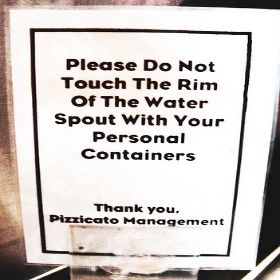 Please Do Not
Touch The Rim
Of The Water
Spout With Your
Personal
Containers
Thank you,
Pizzicato Management